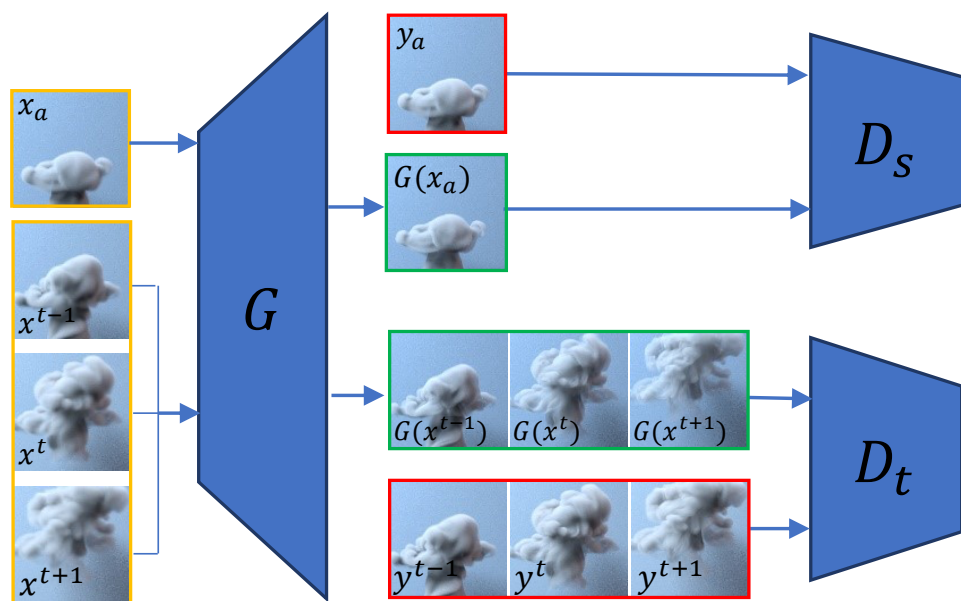 x_a
x^{t-1}
x^t
x^{t+1}
G
y_a
G(x_a)
G(x^{t-1})
G(x^t)
G(x^{t+1})
y^{t-1}
y^t
y^{t+1}
D_s
D_t